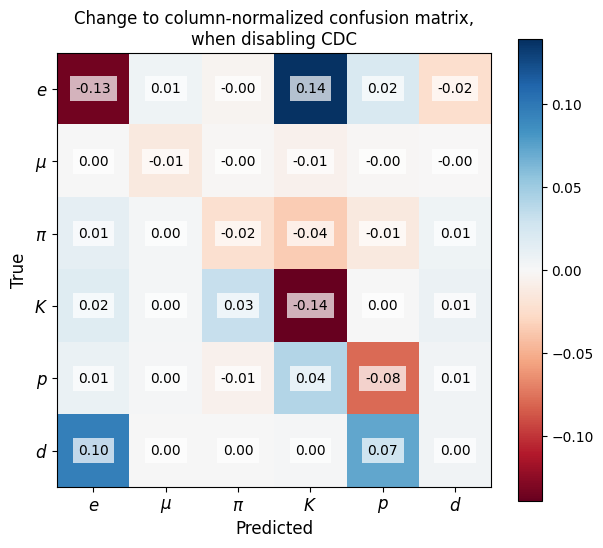 Change to column-normalized confusion matrix,
when disabling CDC
True
e -0.13 0.01 -0.00 0.14 0.02 -0.02
μ 0.00 -0.01 -0.00 -0.01 -0.00 -0.00
π 0.01 0.00 -0.02 -0.04 -0.01 0.01
K 0.02 0.00 0.03 -0.14 0.00 0.01
p 0.01 0.00 -0.01 0.04 -0.08 0.01
d 0.10 0.00 0.00 0.00 0.07 0.00
e μ π K p d
Predicted
0.10
0.05
0.00
−0.05
−0.10